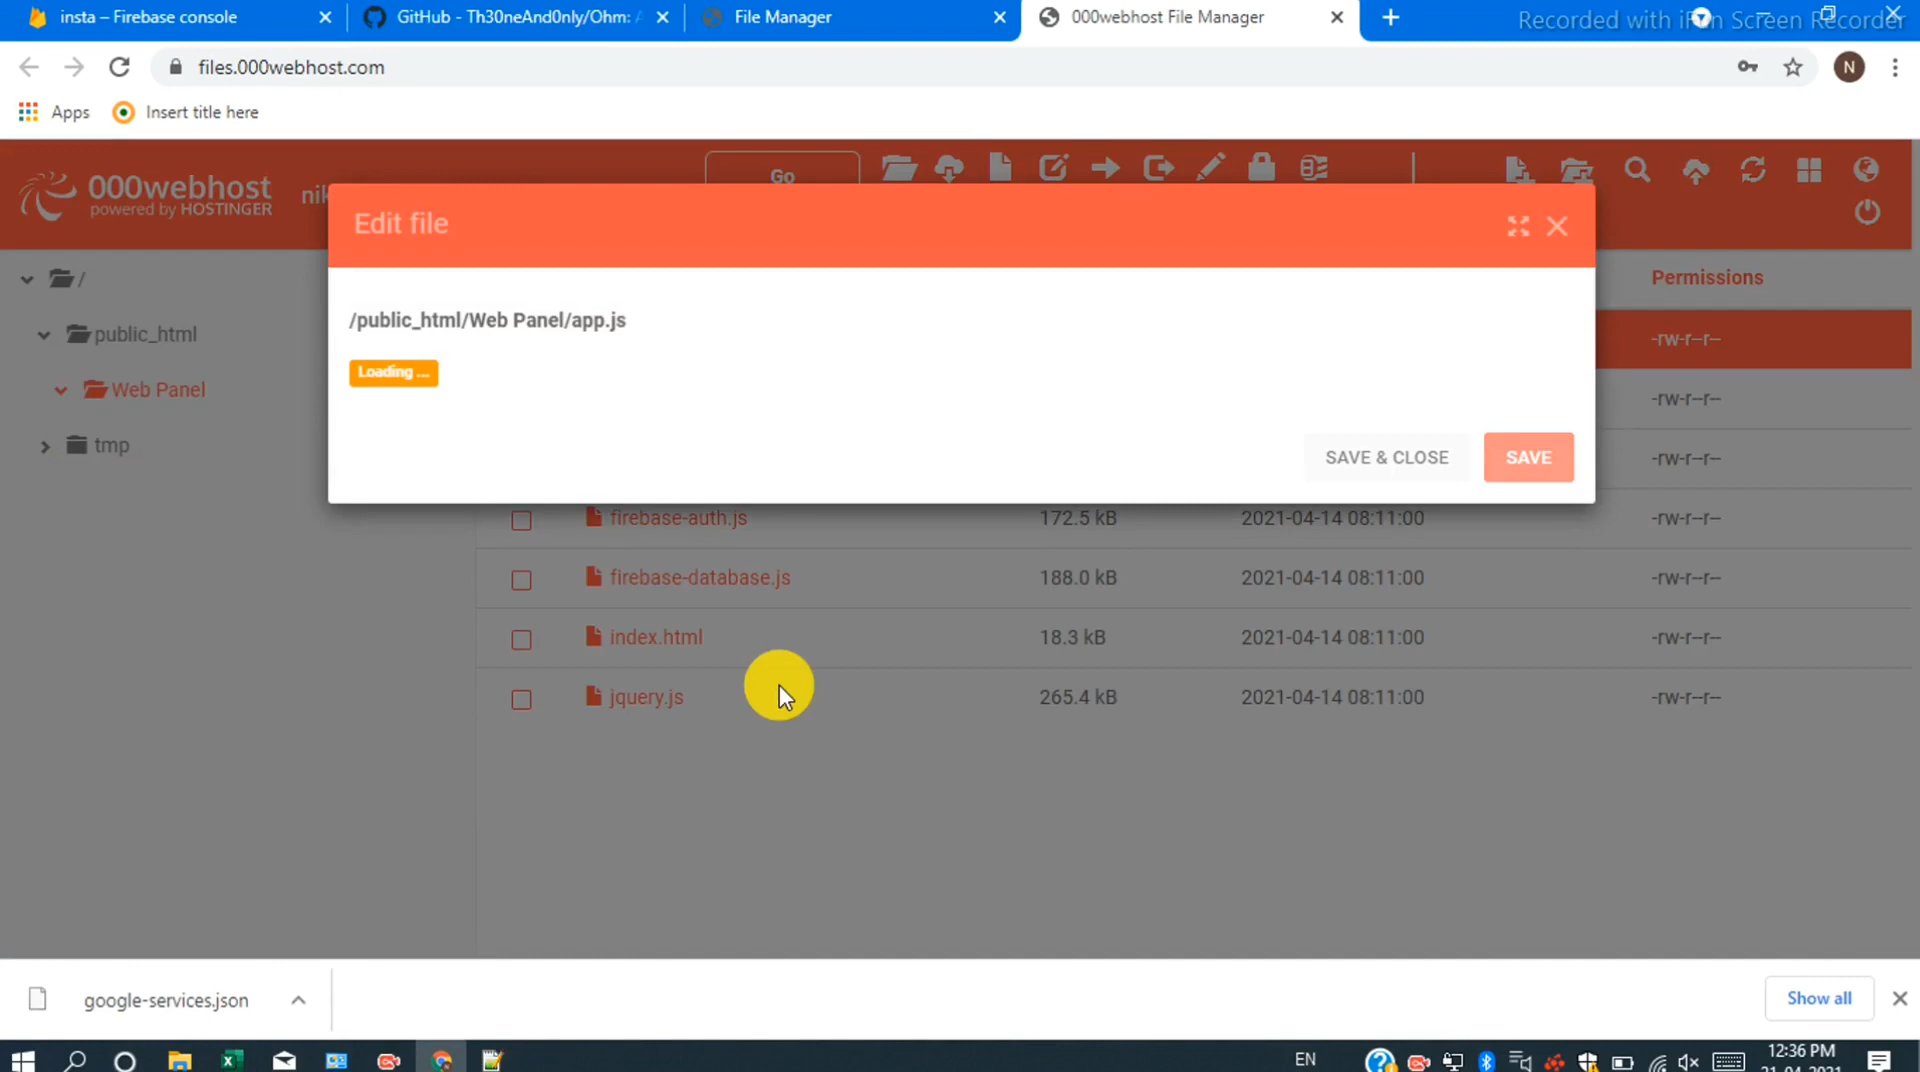 insta – Firebase console
GitHub - Th30neAnd0nly/Ohm:
File Manager
000webhost File Manager
Recorded with Screen Recorder
files.000webhost.com
N
Apps
Insert title here
000webhost
powered by HOSTINGER
nik
Go
Edit file
/
public_html
Web Panel
tmp
/public_html/Web Panel/app.js
Loading ...
SAVE & CLOSE
SAVE
Permissions
-rw-r--r--
-rw-r--r--
-rw-r--r--
firebase-auth.js 172.5 kB 2021-04-14 08:11:00 -rw-r--r--
firebase-database.js 188.0 kB 2021-04-14 08:11:00 -rw-r--r--
index.html 18.3 kB 2021-04-14 08:11:00 -rw-r--r--
jquery.js 265.4 kB 2021-04-14 08:11:00 -rw-r--r--
google-services.json
Show all
EN
12:36 PM
21-04-2021